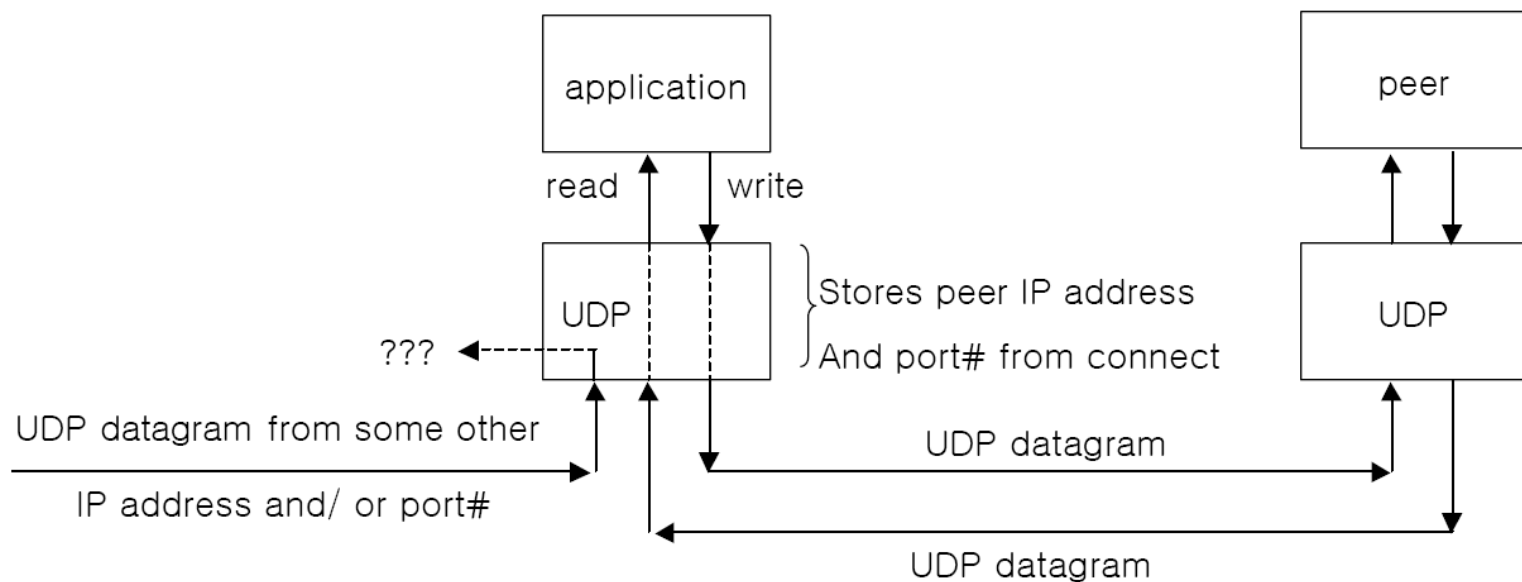 application
peer
read
write
UDP
Stores peer IP address
And port# from connect
UDP
???
UDP datagram from some other
IP address and/ or port#
UDP datagram
UDP datagram